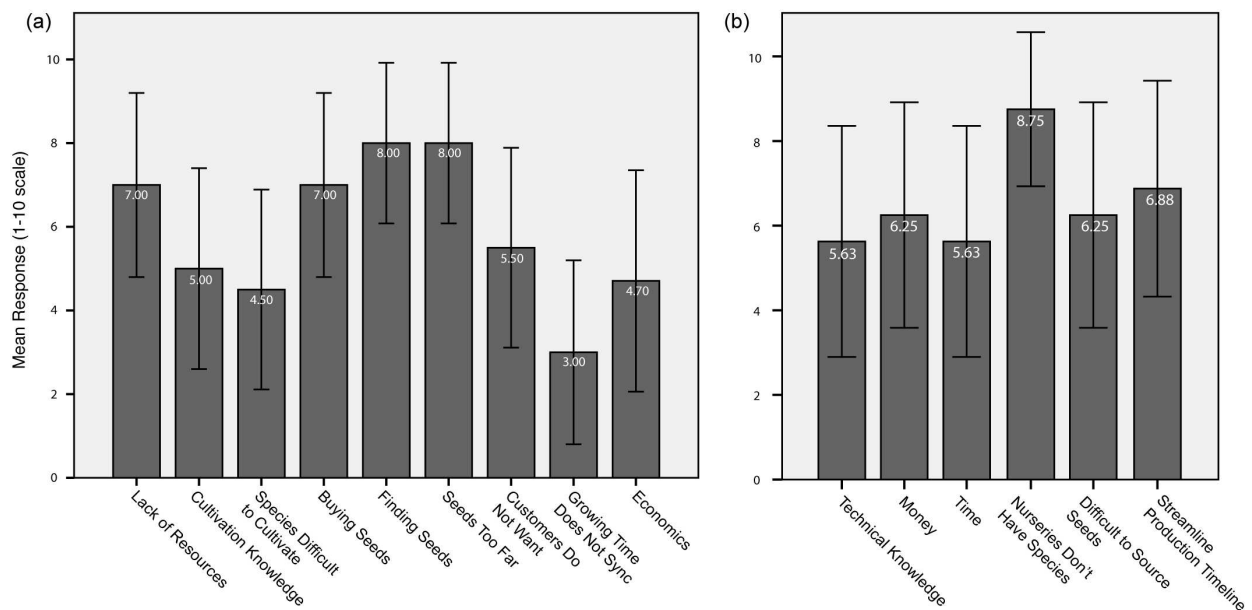 (a)
Mean Response (1-10 scale)
10
8
6
4
2
0
7.00
5.00
4.50
7.00
8.00
8.00
5.50
3.00
4.70
Lack of Resources
Cultivation Knowledge
Species Difficult
to Cultivate
Buying Seeds
Finding Seeds
Seeds Too Far
Customers Do
Not Want
Growing Time
Does Not Sync
Economics
(b)
10
8
6
4
2
0
5.63
6.25
5.63
8.75
6.25
6.88
Technical Knowledge
Money
Time
Nurseries Don't
Have Species
Difficult to Source
Seeds
Streamline
Production Timeline